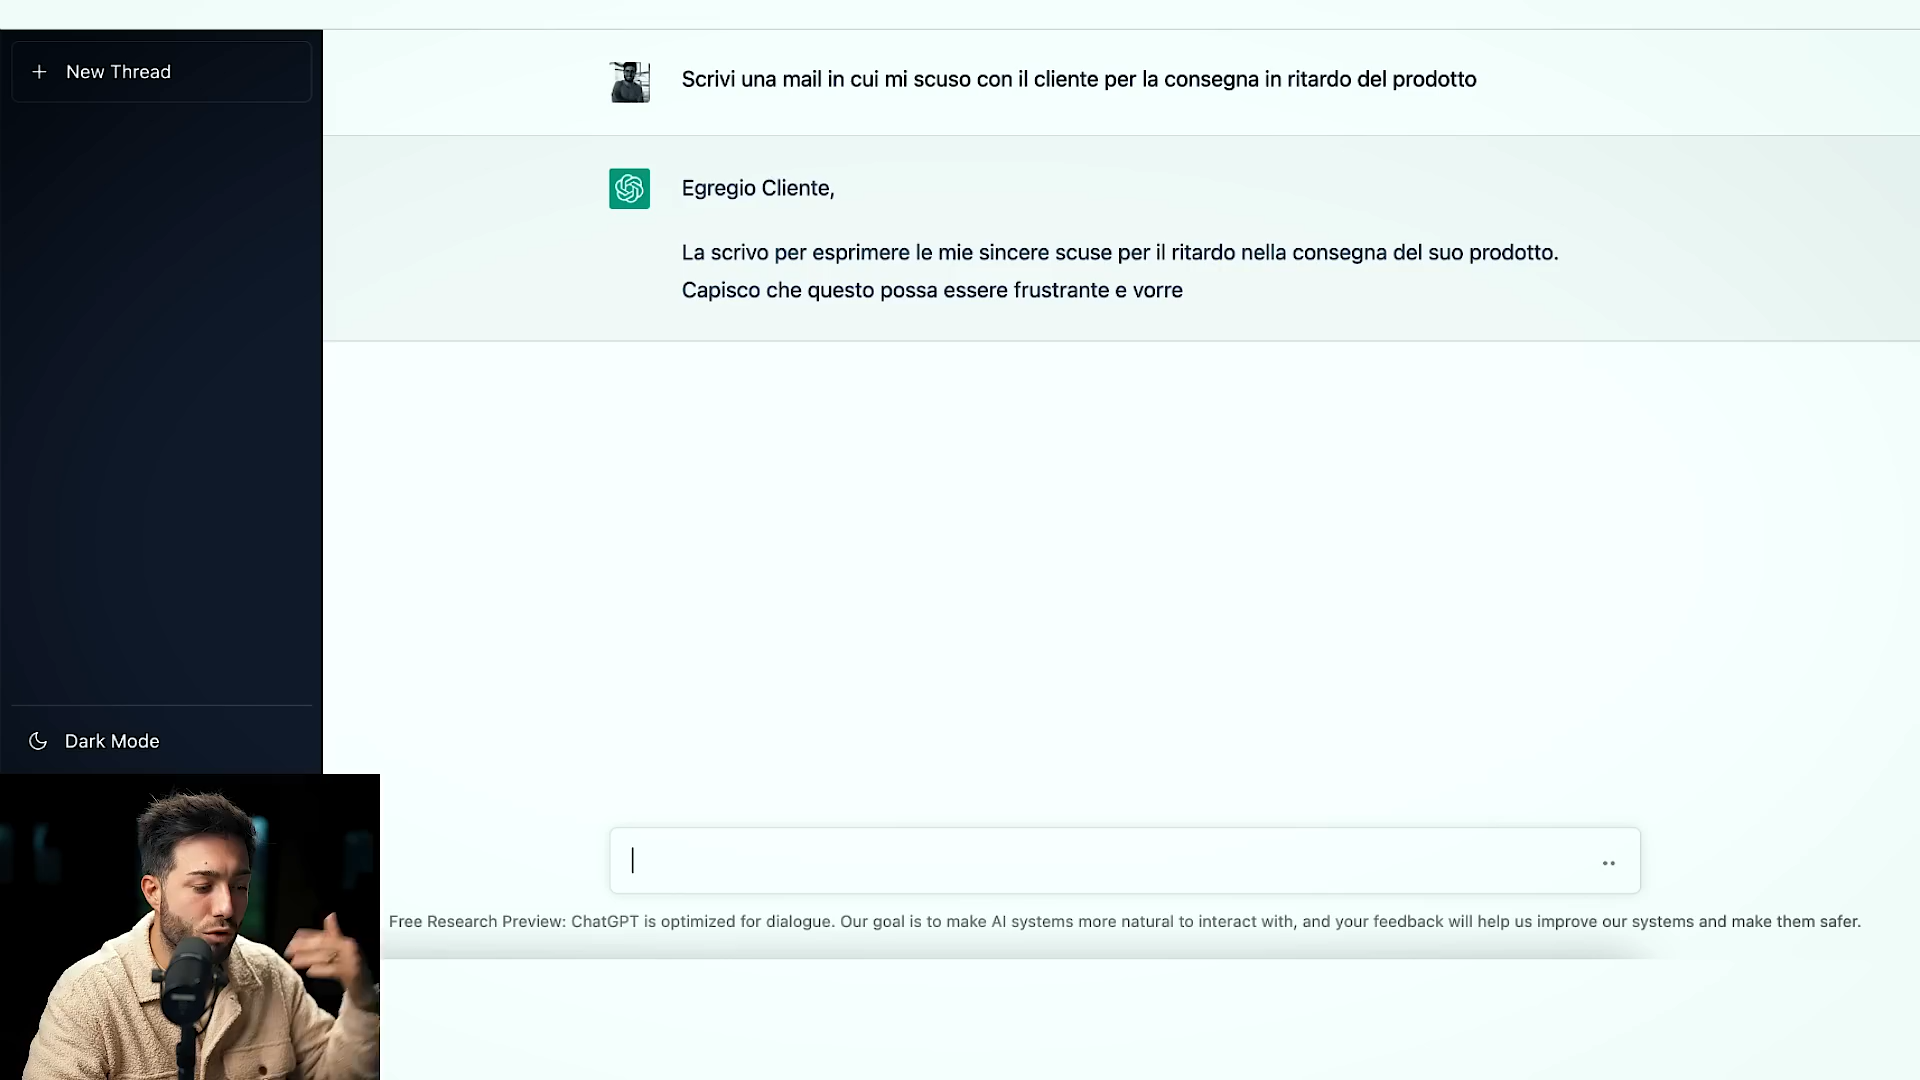 New Thread
Scrivi una mail in cui mi scuso con il cliente per la consegna in ritardo del prodotto
Egregio Cliente,
La scrivo per esprimere le mie sincere scuse per il ritardo nella consegna del suo prodotto.
Capisco che questo possa essere frustrante e vorre
Dark Mode
Free Research Preview: ChatGPT is optimized for dialogue. Our goal is to make AI systems more natural to interact with, and your feedback will help us improve our systems and make them safer.